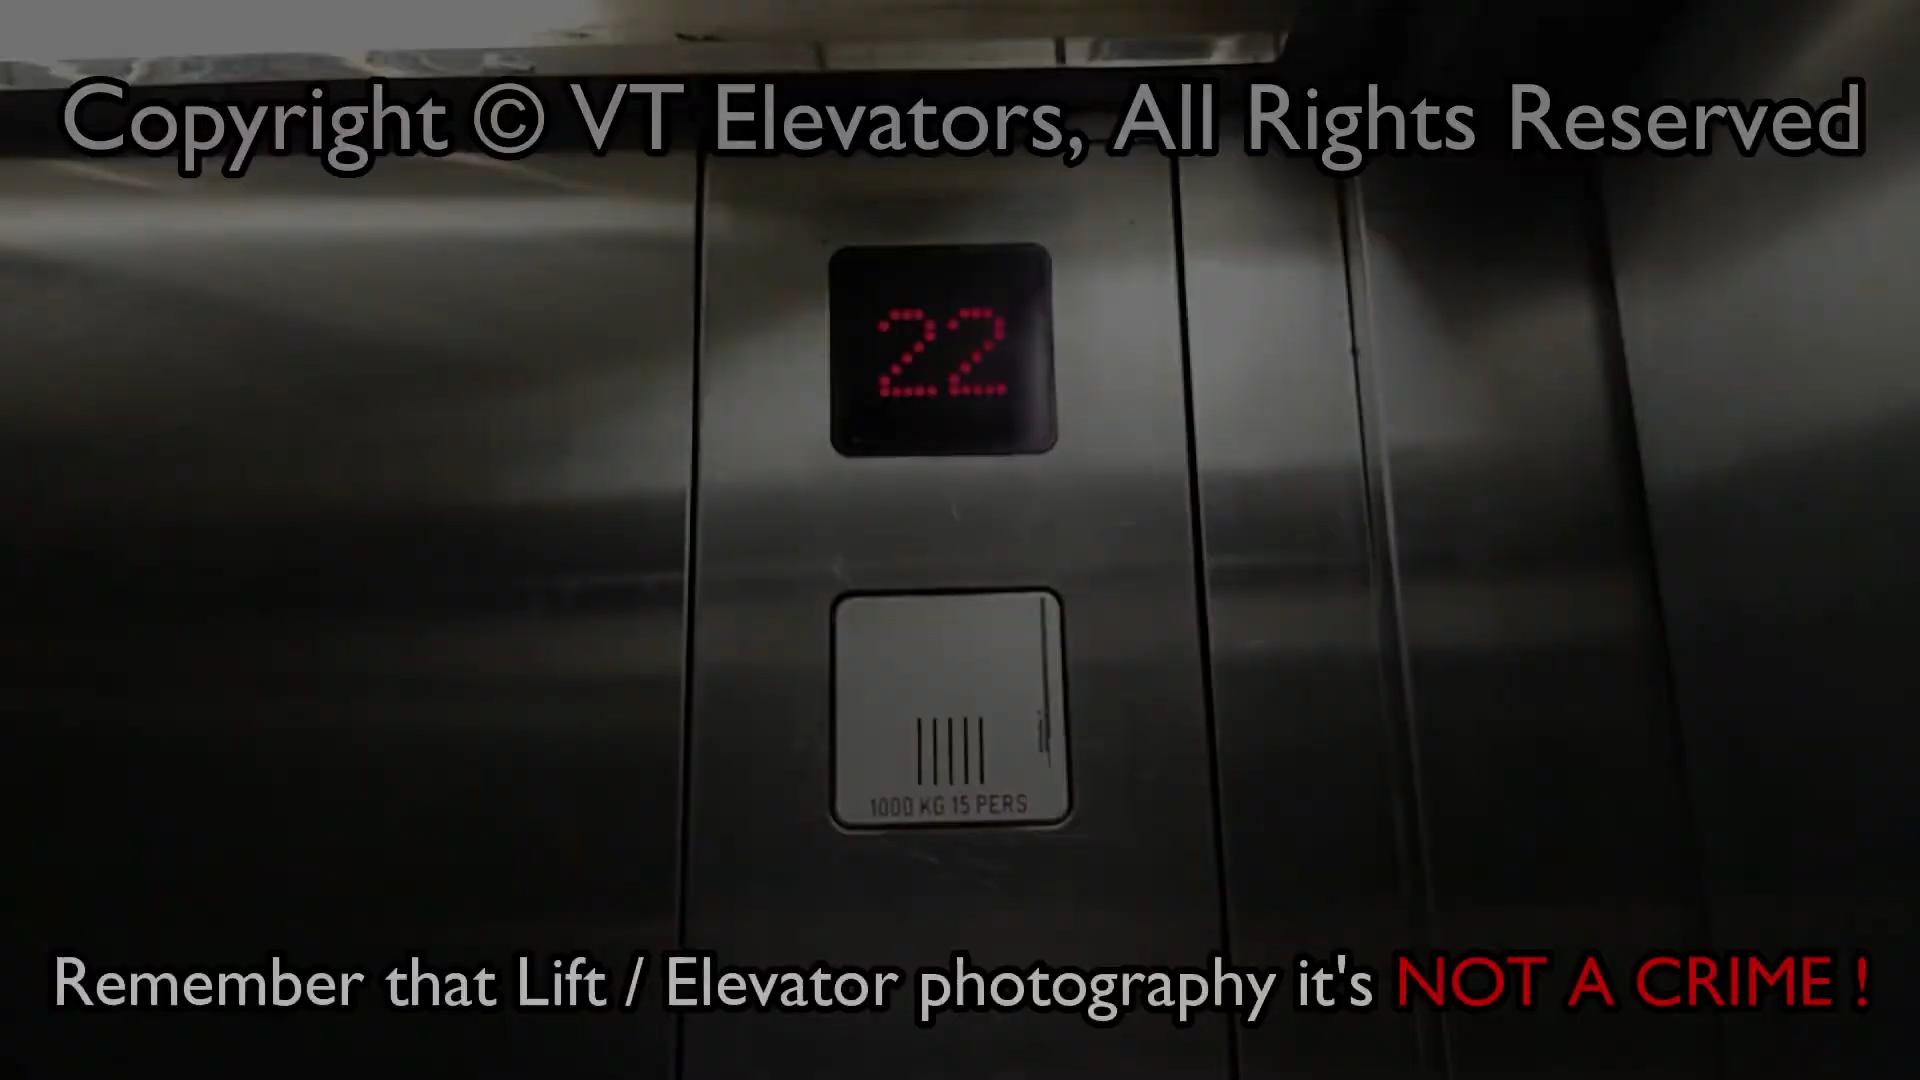 Copyright © VT Elevators, All Rights Reserved
22
1000 KG 15 PERS
Remember that Lift / Elevator photography it's NOT A CRIME !